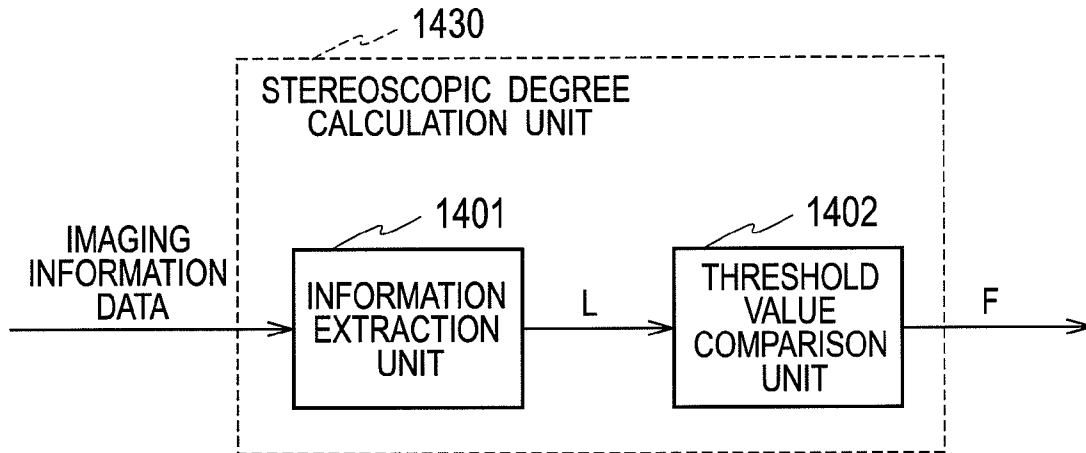 1430
STEREOSCOPIC DEGREE
CALCULATION UNIT
1401
1402
IMAGING
INFORMATION
DATA
INFORMATION
EXTRACTION
UNIT
L
THRESHOLD
VALUE
COMPARISON
UNIT
F